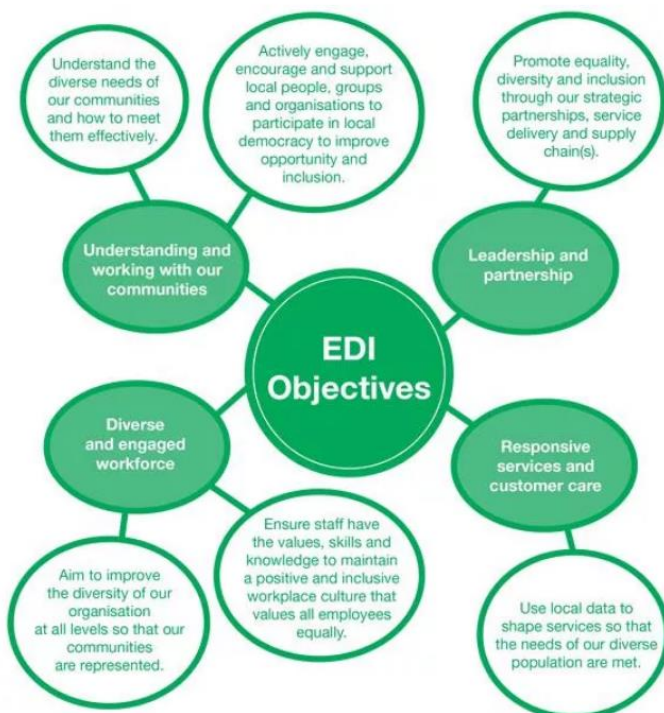 Understand the
diverse needs of
our communities
and how to meet
them effectively.
Actively engage,
encourage and support
local people, groups
and organisations to
participate in local
democracy to improve
opportunity and
inclusion.
Promote equality,
diversity and inclusion
through our strategic
partnerships, service
delivery and supply
chain(s).
Understanding and
working with our
communities
Leadership and
partnership
EDI
Objectives
Diverse
and engaged
workforce
Responsive
services and
customer care
Aim to improve
the diversity of our
organisation
at all levels so that our
communities
are represented.
Ensure staff have
the values, skills and
knowledge to maintain
a positive and inclusive
workplace culture that
values all employees
equally.
Use local data to
shape services so that
the needs of our diverse
population are met.